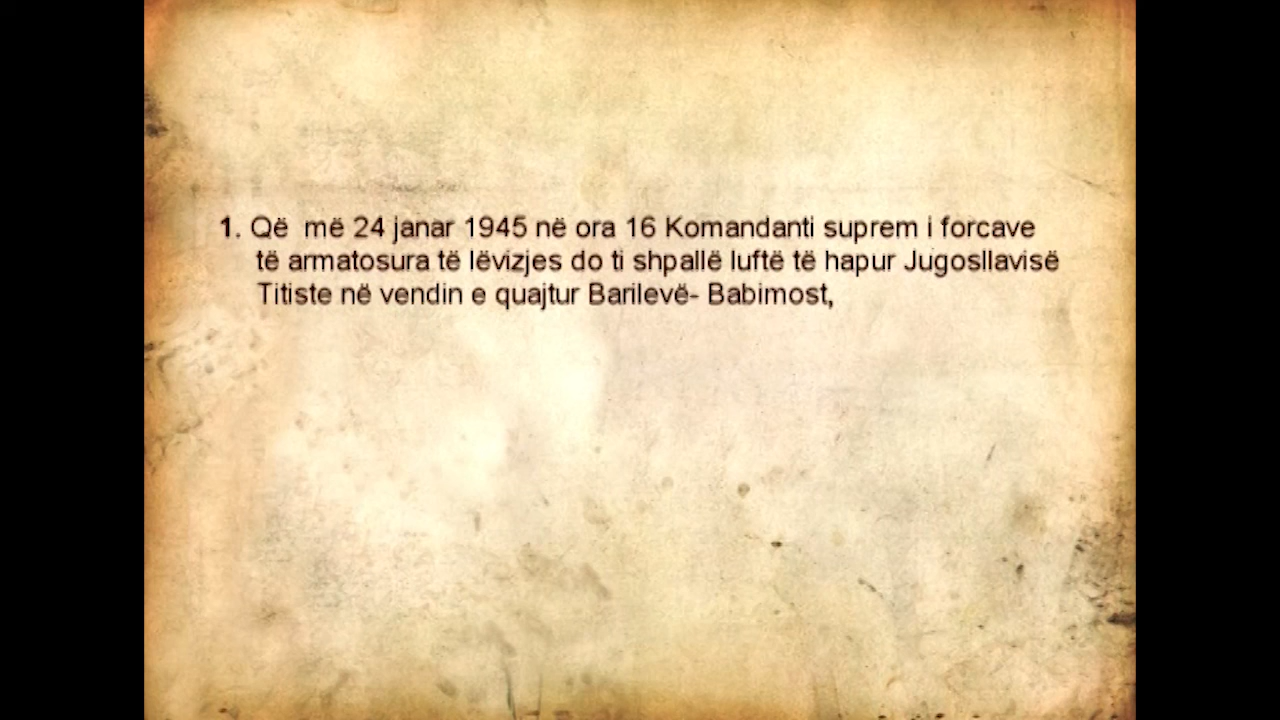 1. Që  më 24 janar 1945 në ora 16 Komandanti suprem i forcave
të armatosura të lëvizjes do ti shpallë luftë të hapur Jugosllavisë
Titiste në vendin e quajtur Barilevë- Babimost,